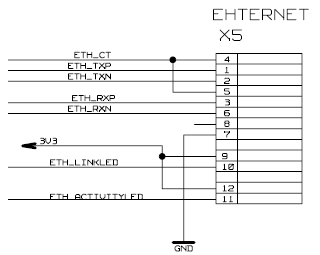 EHTERNET
X5
ETH_CT
4
ETH_TXP
1
ETH_TXN
2
5
ETH_RXP
3
ETH_RXN
6
8
7
3V3
9
ETH_LINKLED
10
12
ETH_ACTIVITYLED
11
GND